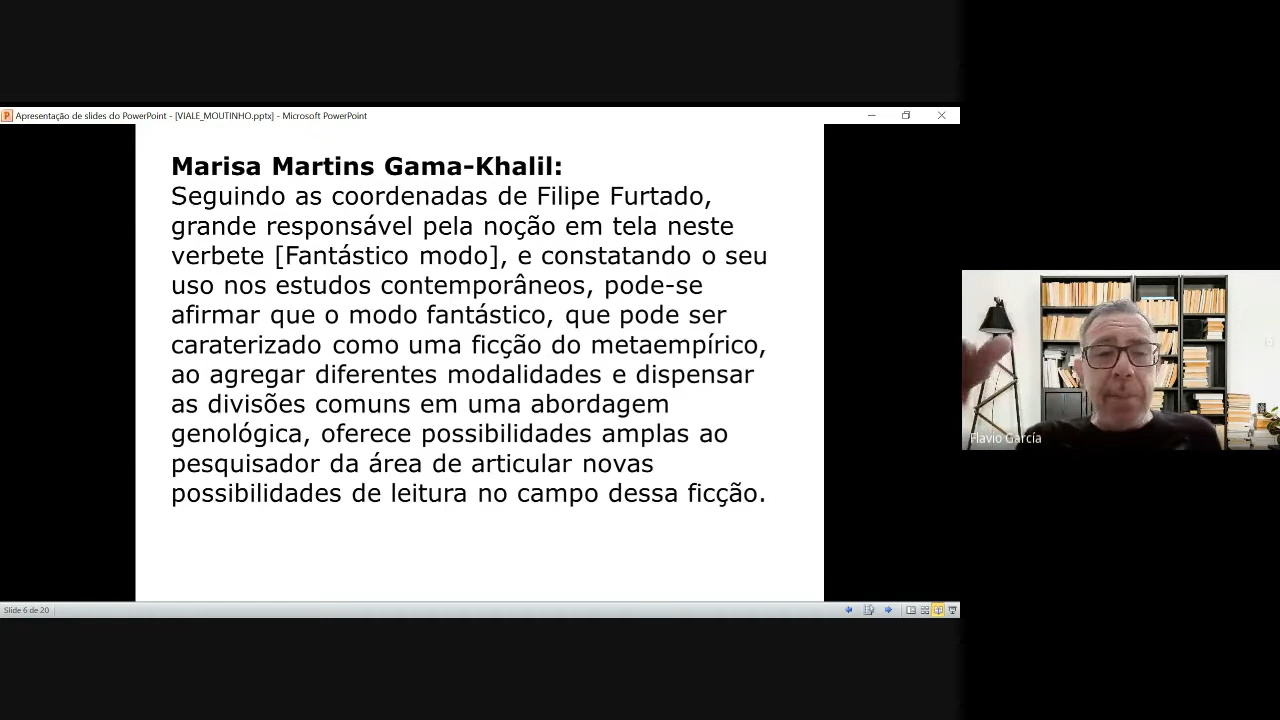 Apresentação de slides do PowerPoint - [VIALE_MOUTINHO.pptx] - Microsoft PowerPoint
Marisa Martins Gama-Khalil:
Seguindo as coordenadas de Filipe Furtado,
grande responsável pela noção em tela neste
verbete [Fantástico modo], e constatando o seu
uso nos estudos contemporâneos, pode-se
afirmar que o modo fantástico, que pode ser
caraterizado como uma ficção do metaempírico,
ao agregar diferentes modalidades e dispensar
as divisões comuns em uma abordagem
genológica, oferece possibilidades amplas ao
pesquisador da área de articular novas
possibilidades de leitura no campo dessa ficção.
Slide 6 de 20
Flavio García